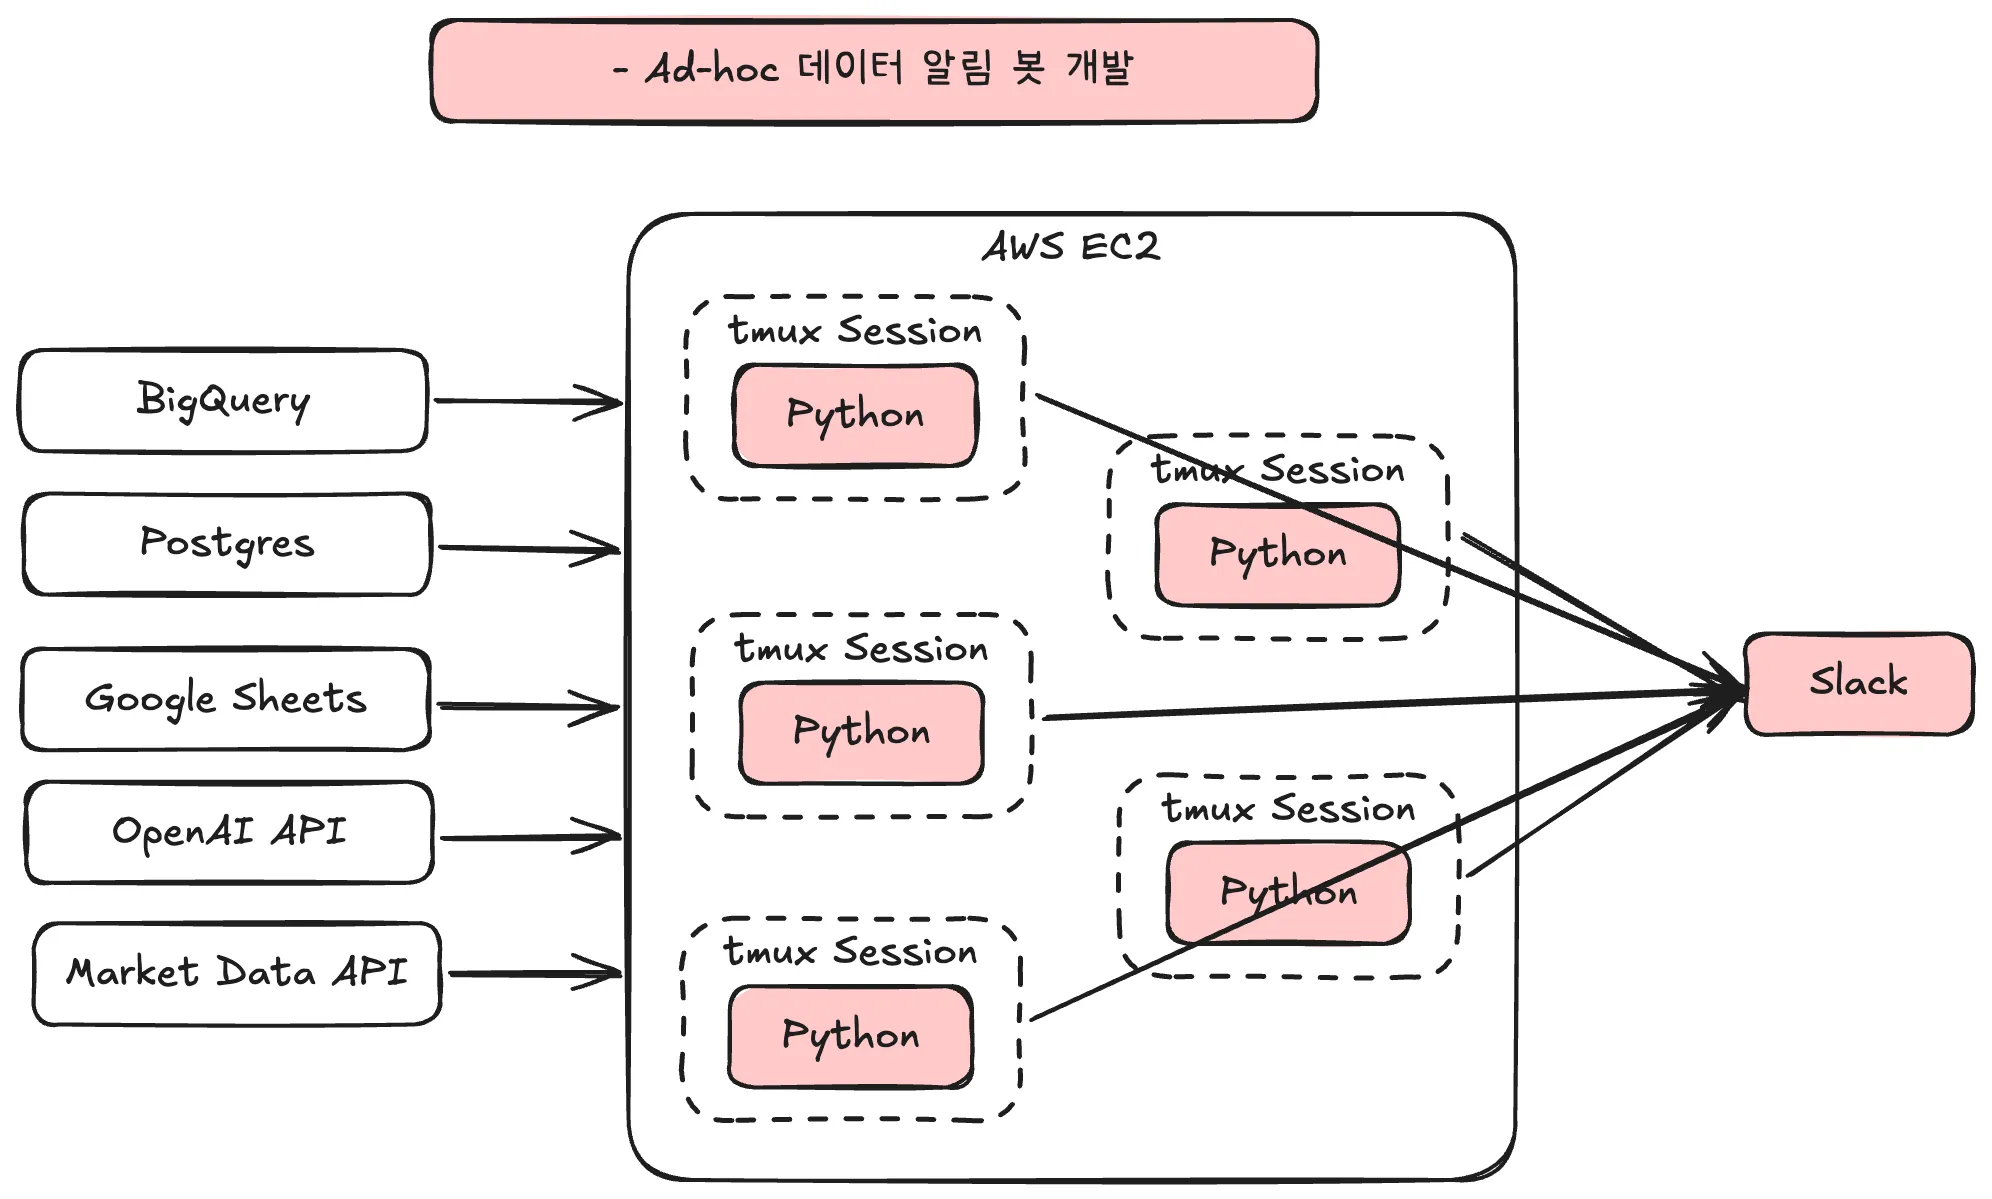 - Ad-hoc 데이터 알림 봇 개발
AWS EC2
BigQuery
Postgres
Google Sheets
OpenAI API
Market Data API
tmux Session
Python
tmux Session
Python
tmux Session
Python
tmux Session
Python
tmux Session
Python
Slack